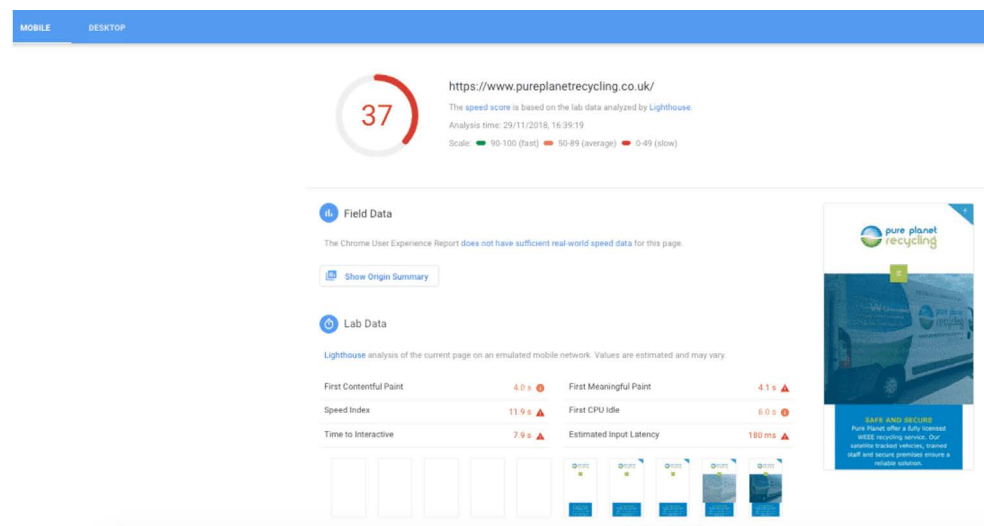 MOBILE DESKTOP
37
https://www.pureplanetrecycling.co.uk/
The speed score is based on the lab data analyzed by Lighthouse.
Analysis time: 29/11/2018, 16:39:19
Scale: 90-100 (fast) 50-89 (average) 0-49 (slow)
Field Data
The Chrome User Experience Report does not have sufficient real-world speed data for this page.
Show Origin Summary
Lab Data
Lighthouse analysis of the current page on an emulated mobile network. Values are estimated and may vary.
First Contentful Paint 4.0 s
First Meaningful Paint 4.1 s
Speed Index 11.9 s
First CPU Idle 6.0 s
Time to Interactive 7.9 s
Estimated Input Latency 180 ms
pure planet
recycling
pure planet
recycling
SAFE AND SECURE
Pure Planet offer a fully licensed
WEEE recycling service. Our
satellite tracked vehicles, trained
staff and secure premises ensure a
reliable solution.